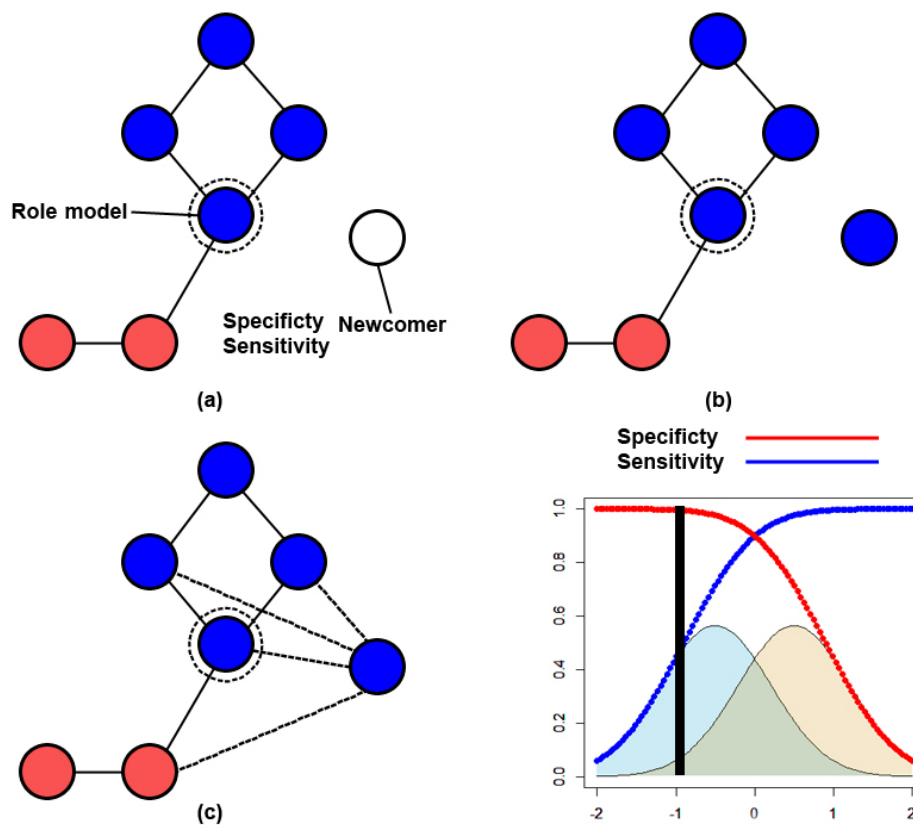 Role model
Specificty Newcomer
Sensitivity
(a)
(b)
Specificty
Sensitivity
1.0
0.8
0.6
0.4
0.2
0.0
-2 -1 0 1 2
(c)